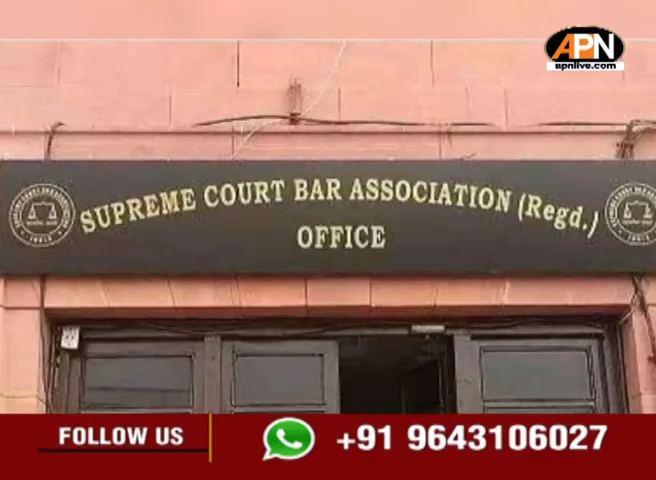 APN
apnlive.com
SUPREME COURT BAR ASSOCIATION (Regd.)
OFFICE
FOLLOW US
+91 9643106027